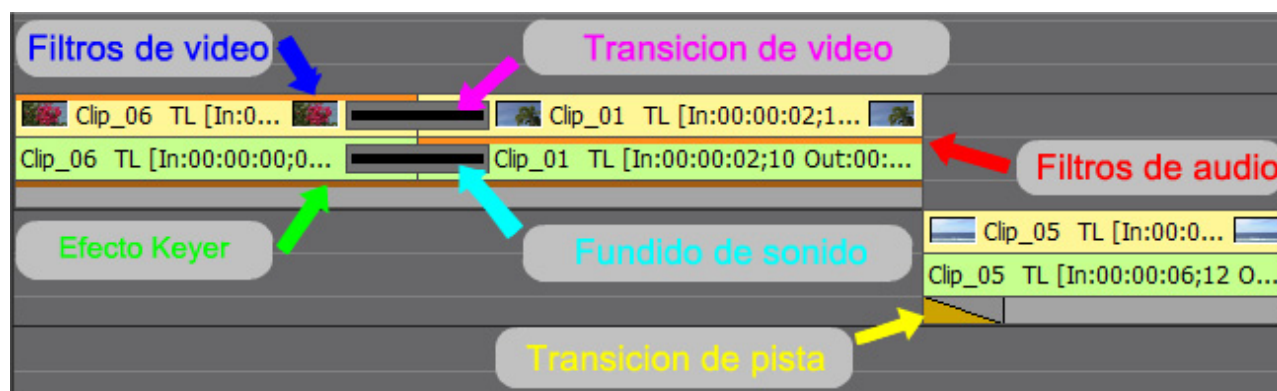 Filtros de video
Transicion de video
Clip_06 TL [In:0...
Clip_01 TL [In:00:00:02;1...
Clip_06 TL [In:00:00:00;0...
Clip_01 TL [In:00:00:02;10 Out:00:...
Filtros de audio
Efecto Keyer
Fundido de sonido
Clip_05 TL [In:00:0...
Clip_05 TL [In:00:00:06;12 O...
Transicion de pista